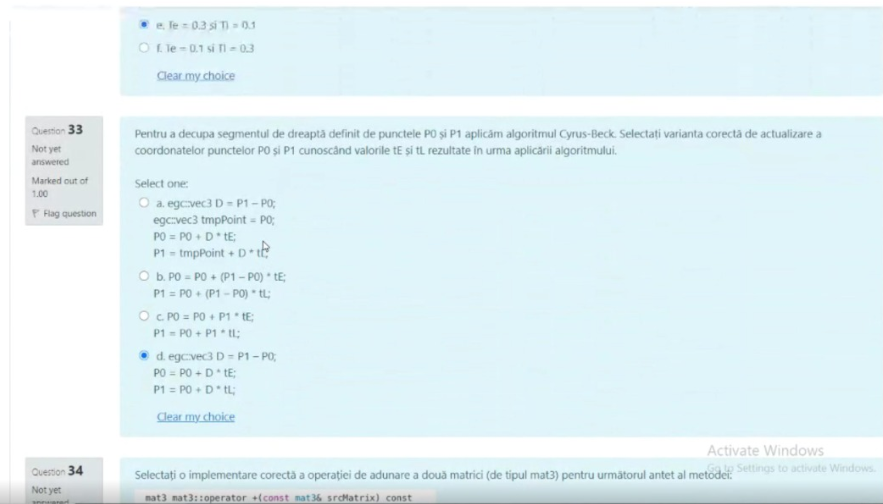 e. Te = 0.3 si Tl = 0.1
f. Te = 0.1 si Tl = 0.3
Clear my choice
Question 33
Not yet
answered
Marked out of
1.00
Flag question
Pentru a decupa segmentul de dreaptă definit de punctele P0 și P1 aplicăm algoritmul Cyrus-Beck. Selectați varianta corectă de actualizare a
coordonatelor punctelor P0 și P1 cunoscând valorile tE și tL rezultate în urma aplicării algoritmului.
Select one:
a. egc::vec3 D = P1 – P0;
egc::vec3 tmpPoint = P0;
P0 = P0 + D * tE;
P1 = tmpPoint + D * tL;
b. P0 = P0 + (P1 – P0) * tE;
P1 = P0 + (P1 – P0) * tL;
c. P0 = P0 + P1 * tE;
P1 = P0 + P1 * tL;
d. egc::vec3 D = P1 – P0;
P0 = P0 + D * tE;
P1 = P0 + D * tL;
Clear my choice
Activate Windows
Go to Settings to activate Windows.
Question 34
Not yet
answered
Selectați o implementare corectă a operației de adunare a două matrici (de tipul mat3) pentru următorul antet al metodei:
mat3 mat3::operator +(const mat3& srcMatrix) const